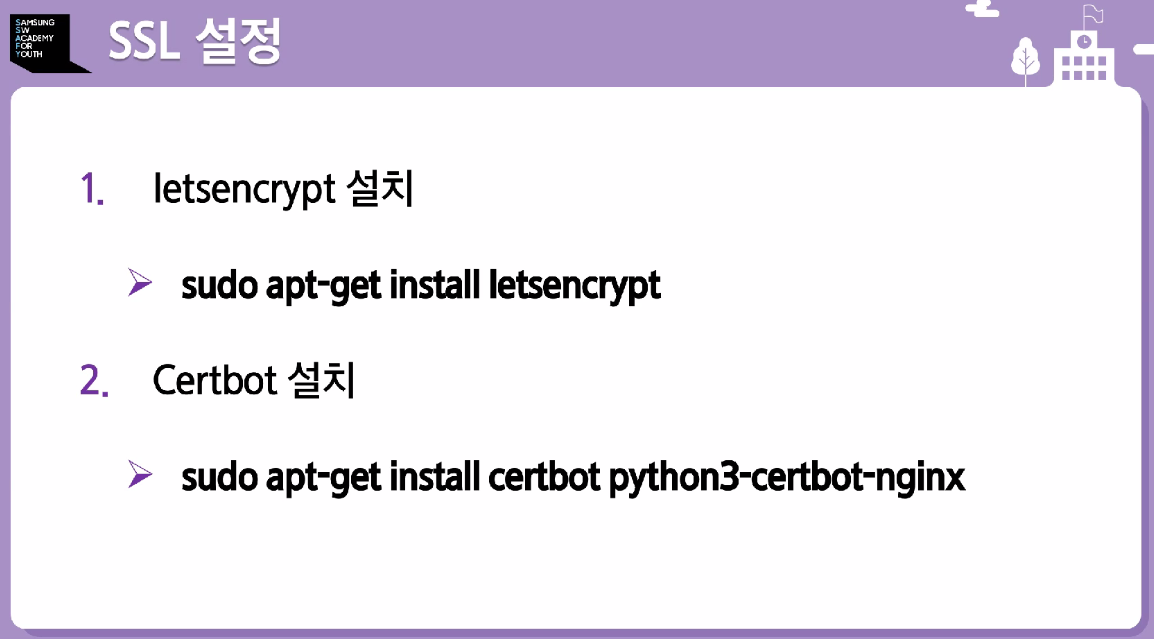 SAMSUNG
SW
ACADEMY
FOR
YOUTH
SSL 설정
1. letsencrypt 설치
➢ sudo apt-get install letsencrypt
2. Certbot 설치
➢ sudo apt-get install certbot python3-certbot-nginx